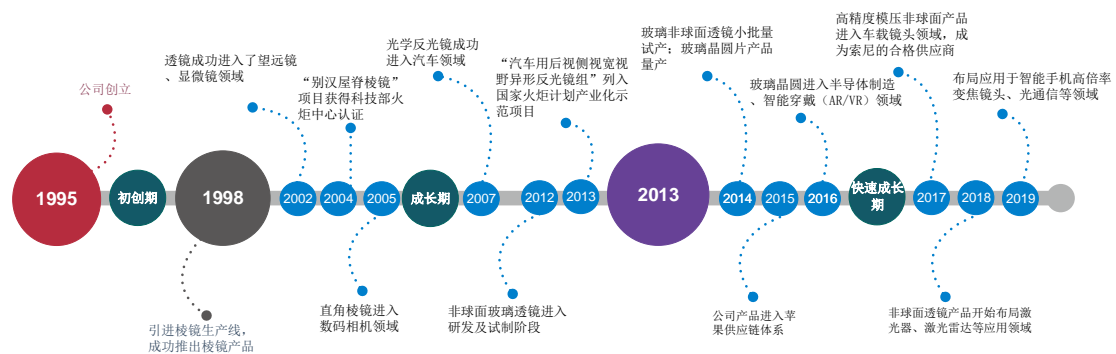 公司创立
1995
初创期
引进棱镜生产线，
成功推出棱镜产品
1998
透镜成功进入了望远镜
、显微镜领域
2002
“别汉屋脊棱镜”
项目获得科技部火
炬中心认证
2004
直角棱镜进入
数码相机领域
2005
成长期
光学反光镜成功
进入汽车领域
2007
非球面玻璃透镜进入
研发及试制阶段
2012
“汽车用后视侧视宽视
野异形反光镜组”列入
国家火炬计划产业化示
范项目
2013
2013
玻璃非球面透镜小批量
试产；玻璃晶圆片产品
量产
2014
公司产品进入苹
果供应链体系
2015
玻璃晶圆进入半导体制造
、智能穿戴（AR/VR）领域
2016
快速成长
期
高精度模压非球面产品
进入车载镜头领域，成
为索尼的合格供应商
2017
非球面透镜产品开始布局激
光器、激光雷达等应用领域
2018
布局应用于智能手机高倍率
变焦镜头、光通信等领域
2019